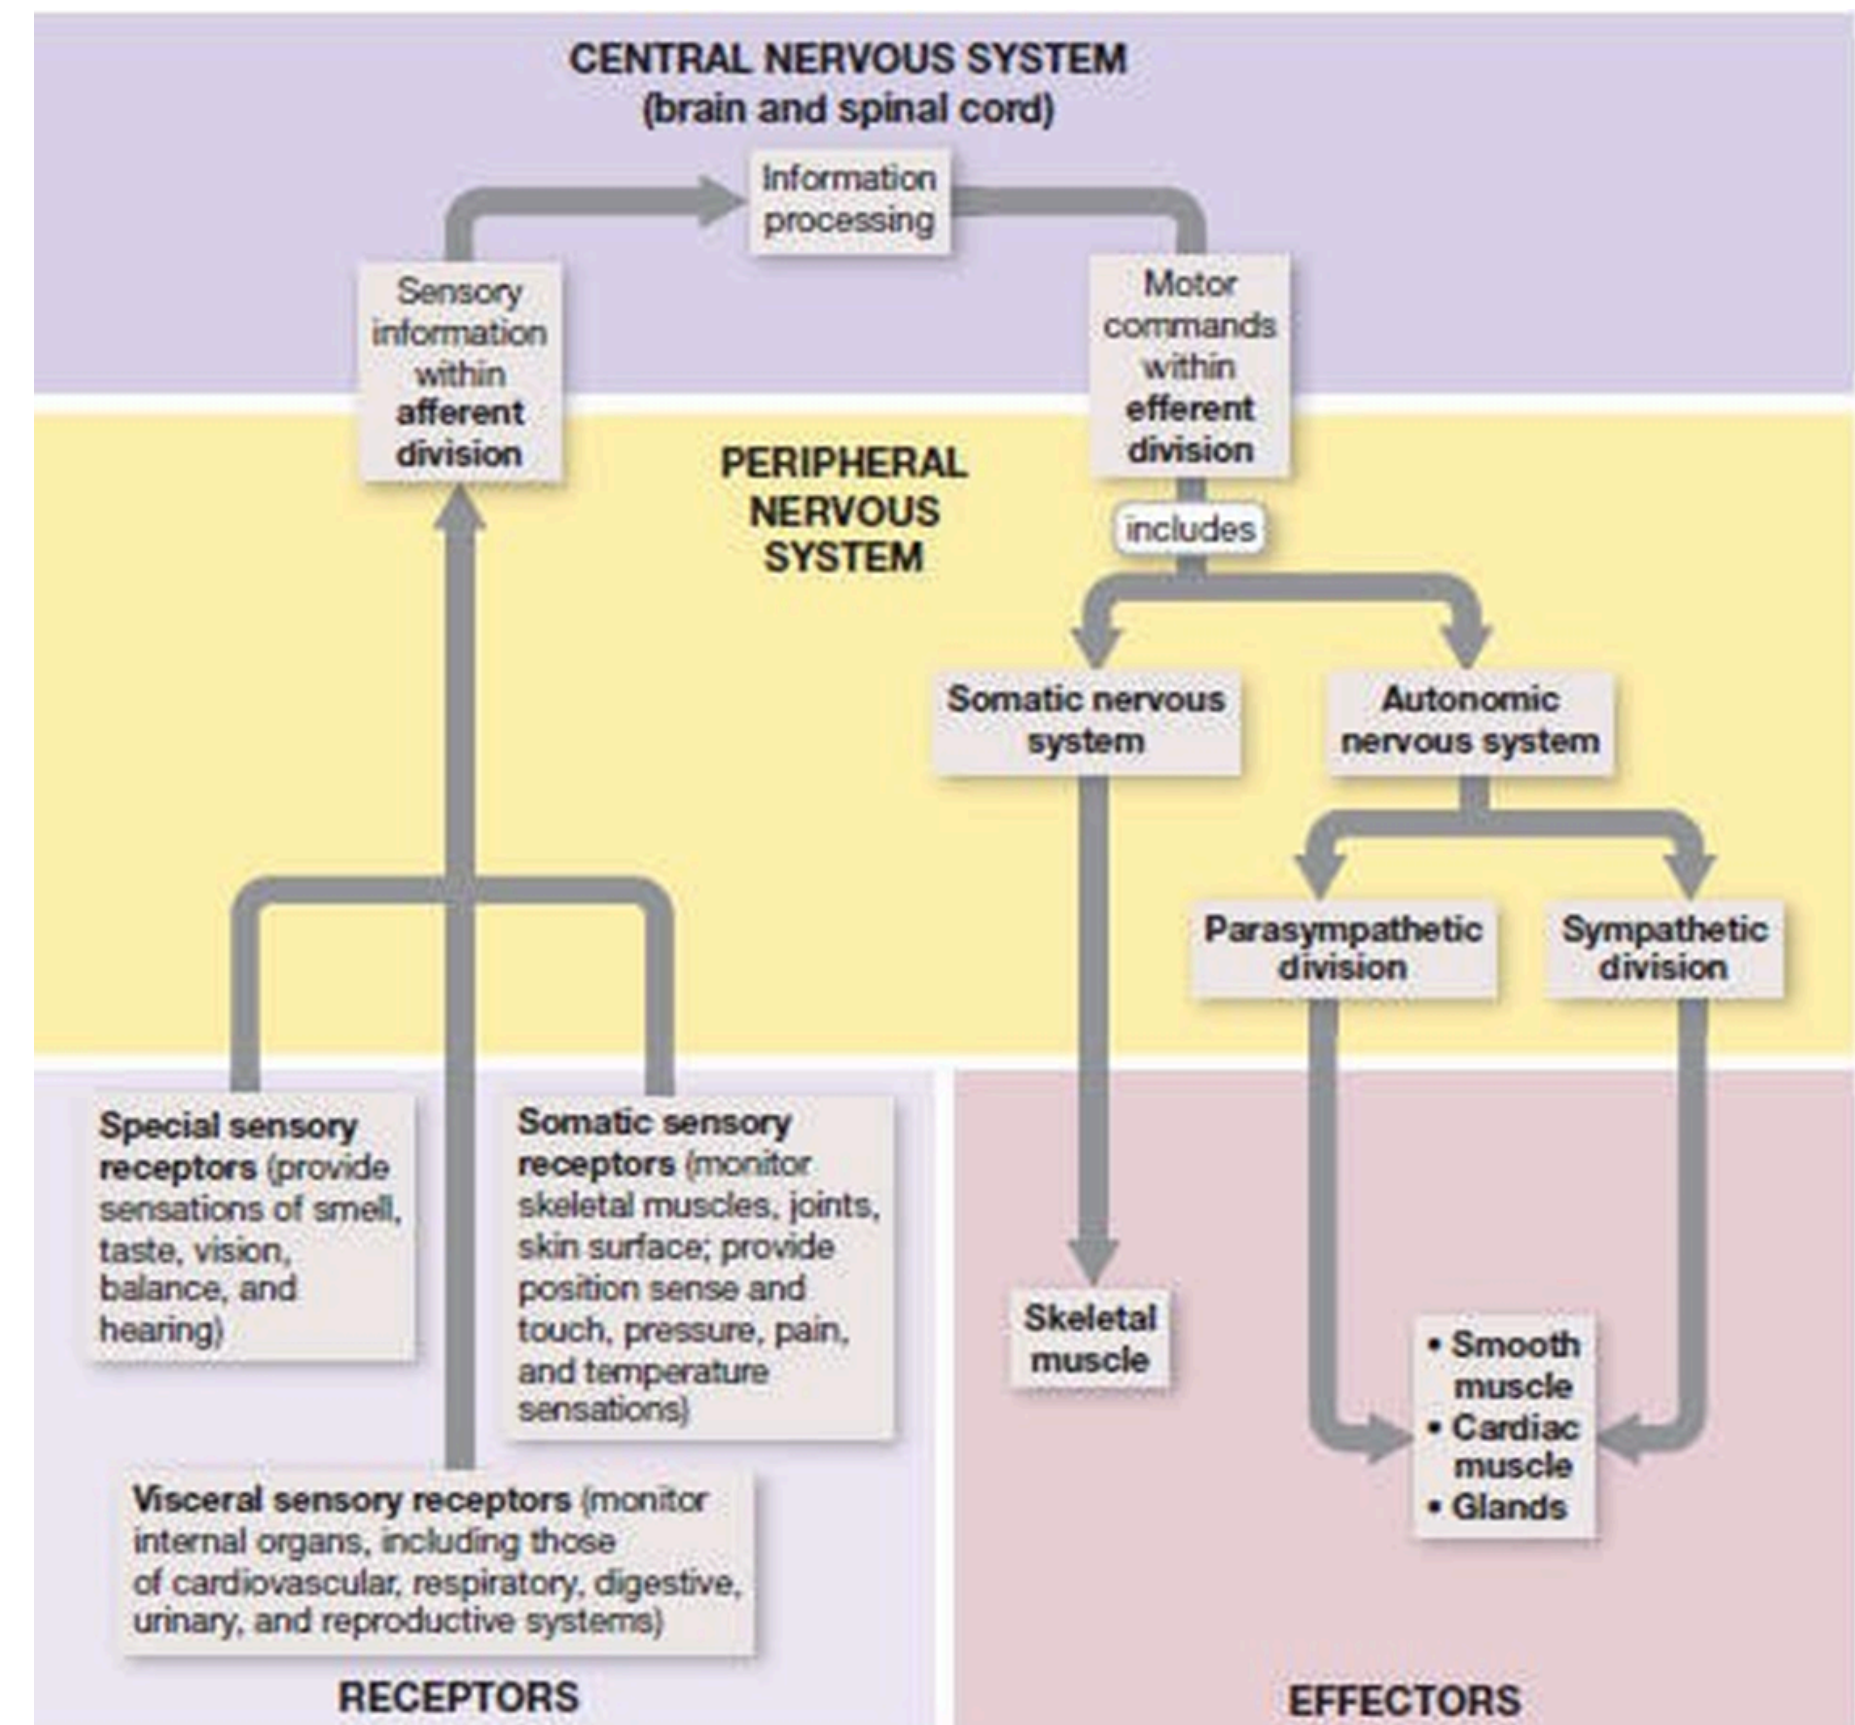 CENTRAL NERVOUS SYSTEM
(brain and spinal cord)
Information
processing
Sensory
information
within
afferent
division
Motor
commands
within
efferent
division
PERIPHERAL
NERVOUS
SYSTEM
includes
Somatic nervous
system
Autonomic
nervous system
Parasympathetic
division
Sympathetic
division
Special sensory
receptors (provide
sensations of smell,
taste, vision,
balance, and
hearing)
Somatic sensory
receptors (monitor
skeletal muscles, joints,
skin surface; provide
position sense and
touch, pressure, pain,
and temperature
sensations)
Visceral sensory receptors (monitor
internal organs, including those
of cardiovascular, respiratory, digestive,
urinary, and reproductive systems)
RECEPTORS
Skeletal
muscle
• Smooth
muscle
• Cardiac
muscle
• Glands
EFFECTORS